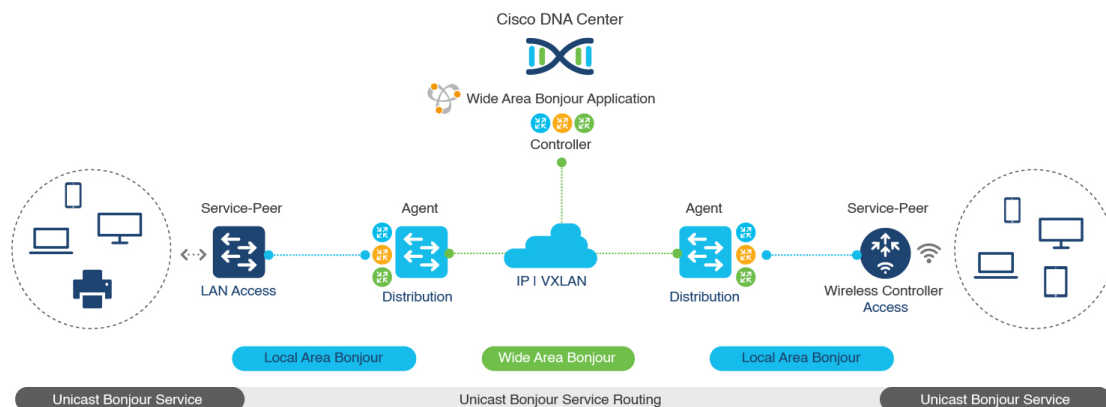 Cisco DNA Center
Wide Area Bonjour Application
Controller
Service-Peer
Agent
Agent
Service-Peer
LAN Access
Distribution
IP | VXLAN
Distribution
Wireless Controller
Access
Local Area Bonjour
Wide Area Bonjour
Local Area Bonjour
Unicast Bonjour Service
Unicast Bonjour Service Routing
Unicast Bonjour Service